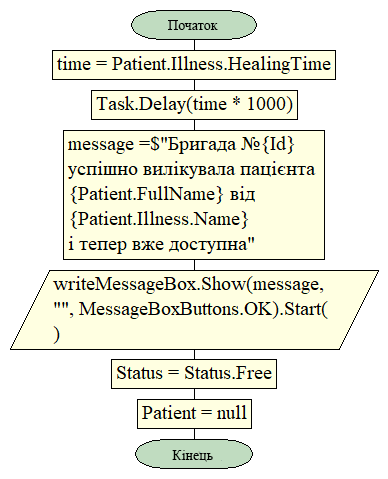 Початок
time = Patient.Illness.HealingTime
Task.Delay(time * 1000)
message =$"Бригада №{Id}
успішно вилікувала пацієнта
{Patient.FullName} від
{Patient.Illness.Name}
і тепер вже доступна"
writeMessageBox.Show(message,
"", MessageBoxButtons.OK).Start(
)
Status = Status.Free
Patient = null
Кінець